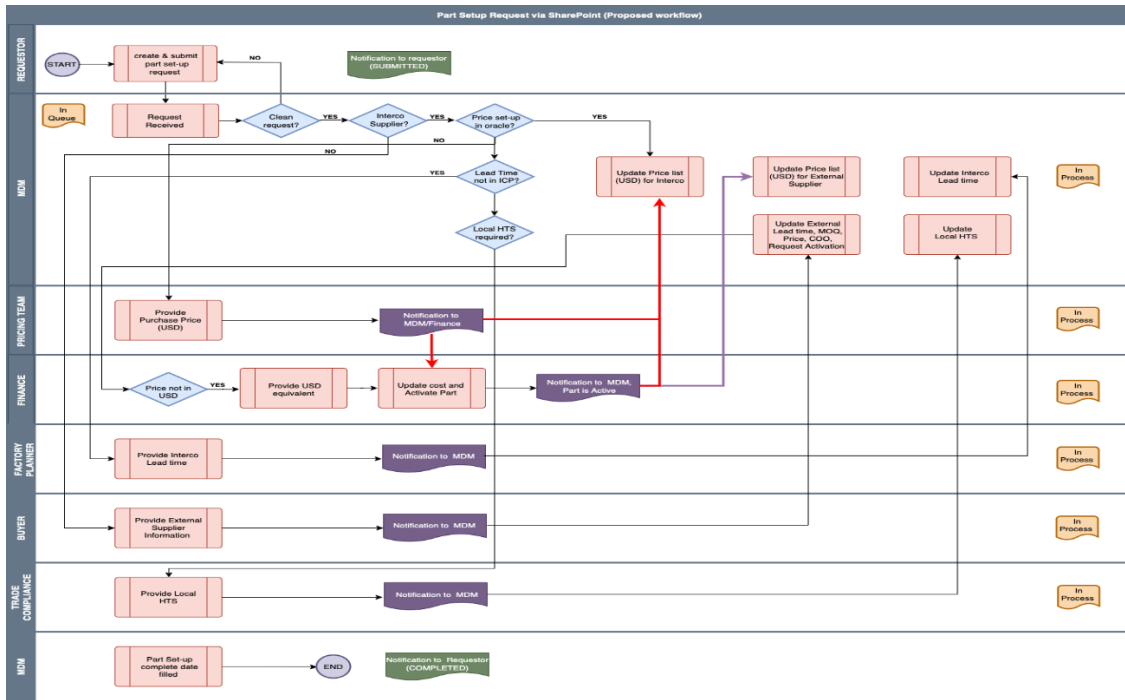 Part Setup Request via SharePoint (Proposed workflow)
REQUESTOR
START
create & submit
part set-up
request
NO
Notification to requestor
(SUBMITTED)
MDM
In
Queue
Request
Received
Clean
request?
YES
Interco
Supplier?
YES
Price set-up
in oracle?
YES
NO
NO
YES
Lead Time
not in ICP?
Update Price list
(USD) for Interco
Update Price list
(USD) for External
Supplier
Update Interco
Lead time
In
Process
Local HTS
required?
Update External
Lead time, MOQ,
Price, COO,
Request Activation
Update
Local HTS
PRICING TEAM
Provide
Purchase Price
(USD)
Notification to
MDM/Finance
In
Process
FINANCE
Price not in
USD
YES
Provide USD
equivalent
Update cost and
Activate Part
Notification to MDM,
Part is Active
In
Process
FACTORY
PLANNER
Provide Interco
Lead time
Notification to MDM
In
Process
BUYER
Provide External
Supplier
Information
Notification to MDM
In
Process
TRADE
COMPLIANCE
Provide Local
HTS
Notification to MDM
In
Process
MDM
Part Set-up
complete date
filled
END
Notification to Requestor
(COMPLETED)